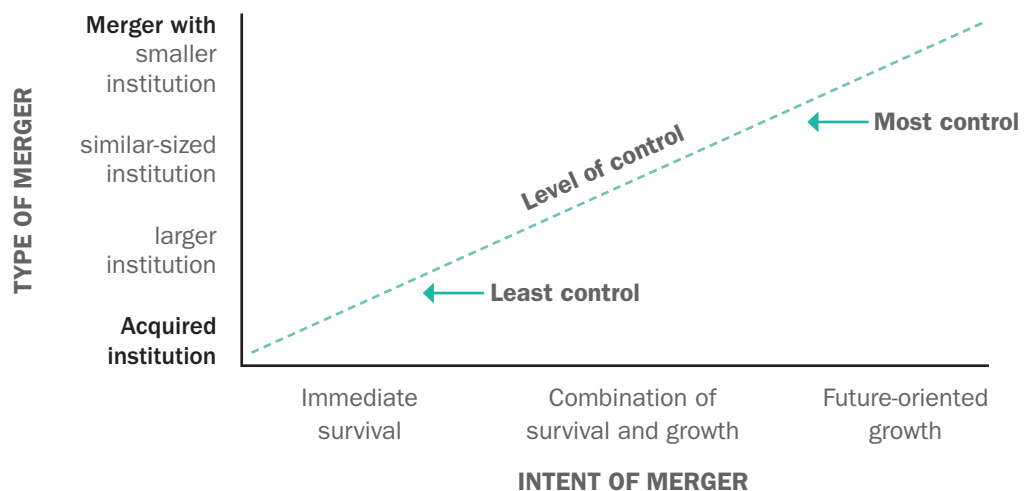 TYPE OF MERGER
Merger with
smaller
institution
similar-sized
institution
larger
institution
Acquired
institution
Level of control
Most control
Least control
Immediate
survival
Combination of
survival and growth
Future-oriented
growth
INTENT OF MERGER